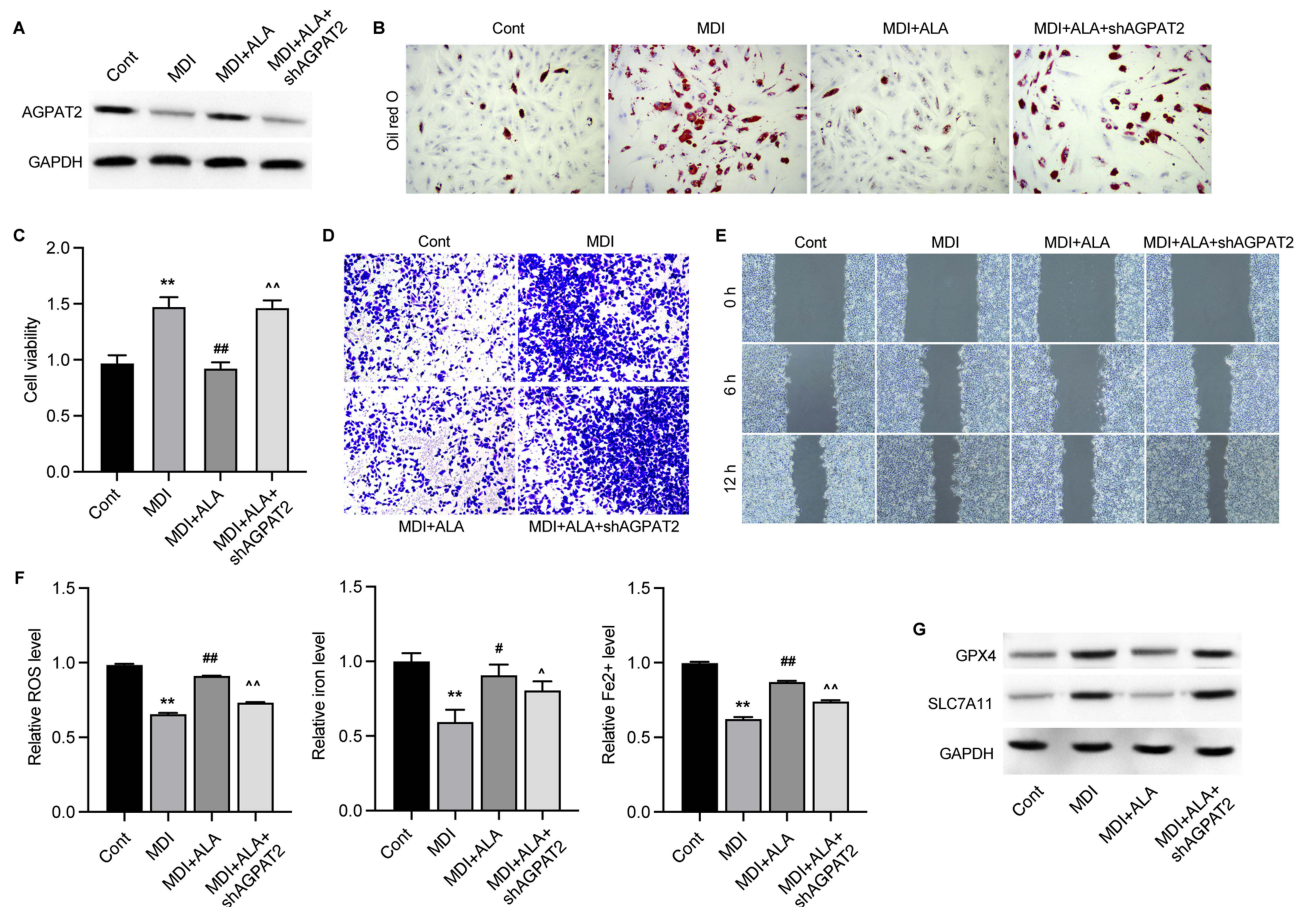 A
Cont
MDI
MDI+ALA
MDI+ALA+
shAGPAT2
AGPAT2
GAPDH
B
Cont
MDI
MDI+ALA
MDI+ALA+shAGPAT2
Oil red O
C
Cell viability
2.0
1.5
1.0
0.5
0.0
**
##
^^
Cont
MDI
MDI+ALA
MDI+ALA+
shAGPAT2
D
Cont
MDI
MDI+ALA
MDI+ALA+shAGPAT2
E
Cont
MDI
MDI+ALA
MDI+ALA+shAGPAT2
0 h
6 h
12 h
F
Relative ROS level
1.5
1.0
0.5
0.0
**
##
^^
Cont
MDI
MDI+ALA
MDI+ALA+
shAGPAT2
Relative iron level
1.5
1.0
0.5
0.0
**
#
^
Cont
MDI
MDI+ALA
MDI+ALA+
shAGPAT2
Relative Fe2+ level
1.5
1.0
0.5
0.0
**
##
^^
Cont
MDI
MDI+ALA
MDI+ALA+
shAGPAT2
G
GPX4
SLC7A11
GAPDH
Cont
MDI
MDI+ALA
MDI+ALA+
shAGPAT2